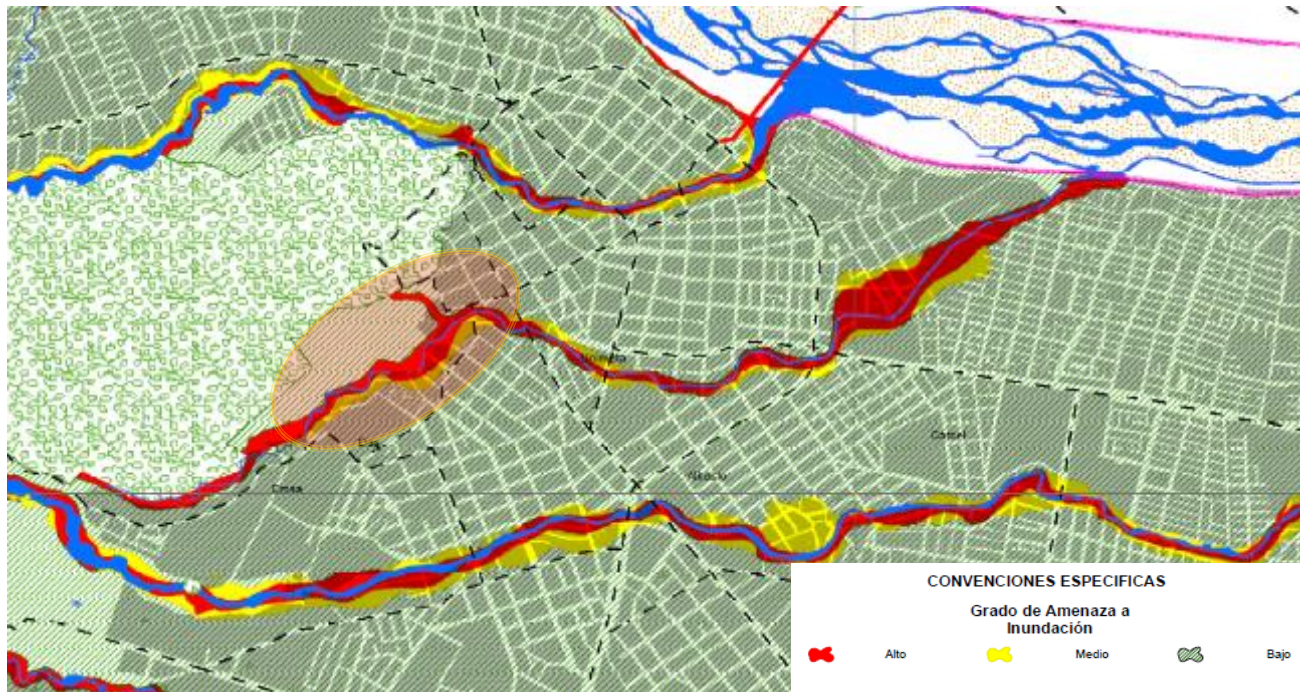 CONVENCIONES ESPECIFICAS
Grado de Amenaza a
Inundación
Alto
Medio
Bajo